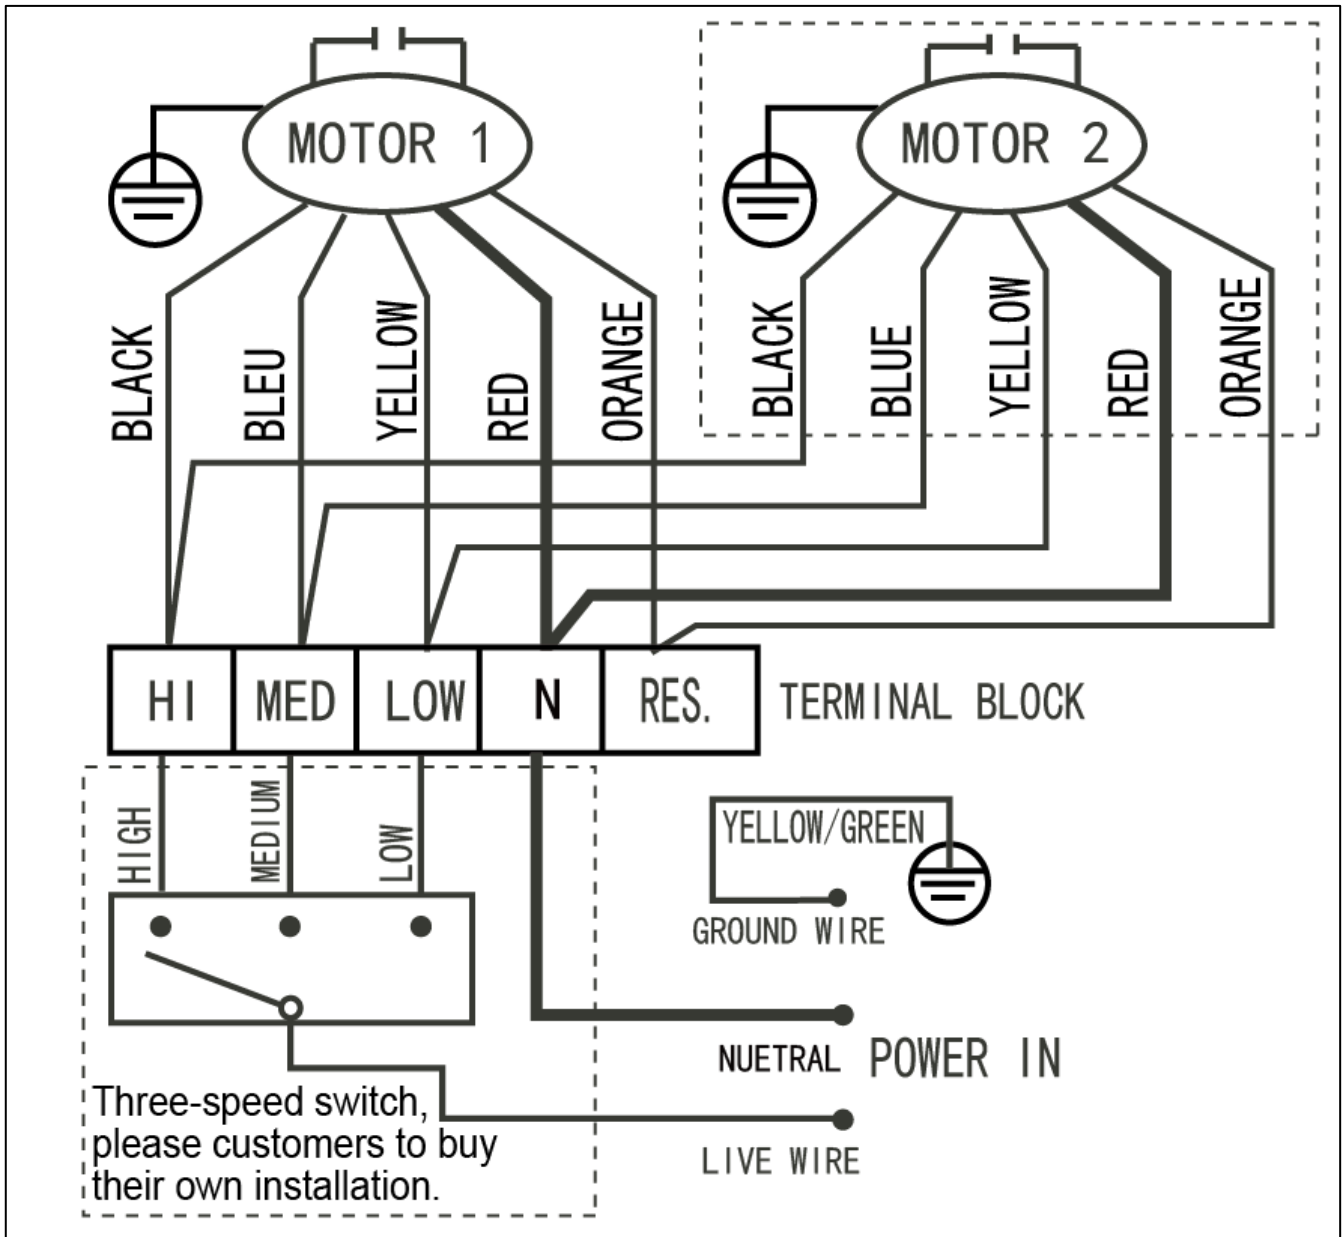 MOTOR 1
MOTOR 2
BLACK
BLEU
YELLOW
RED
ORANGE
BLACK
BLUE
YELLOW
RED
ORANGE
HI
MED
LOW
N
RES.
TERMINAL BLOCK
HIGH
MEDIUM
LOW
YELLOW/GREEN
GROUND WIRE
NUETRAL
POWER IN
LIVE WIRE
Three-speed switch,
please customers to buy
their own installation.